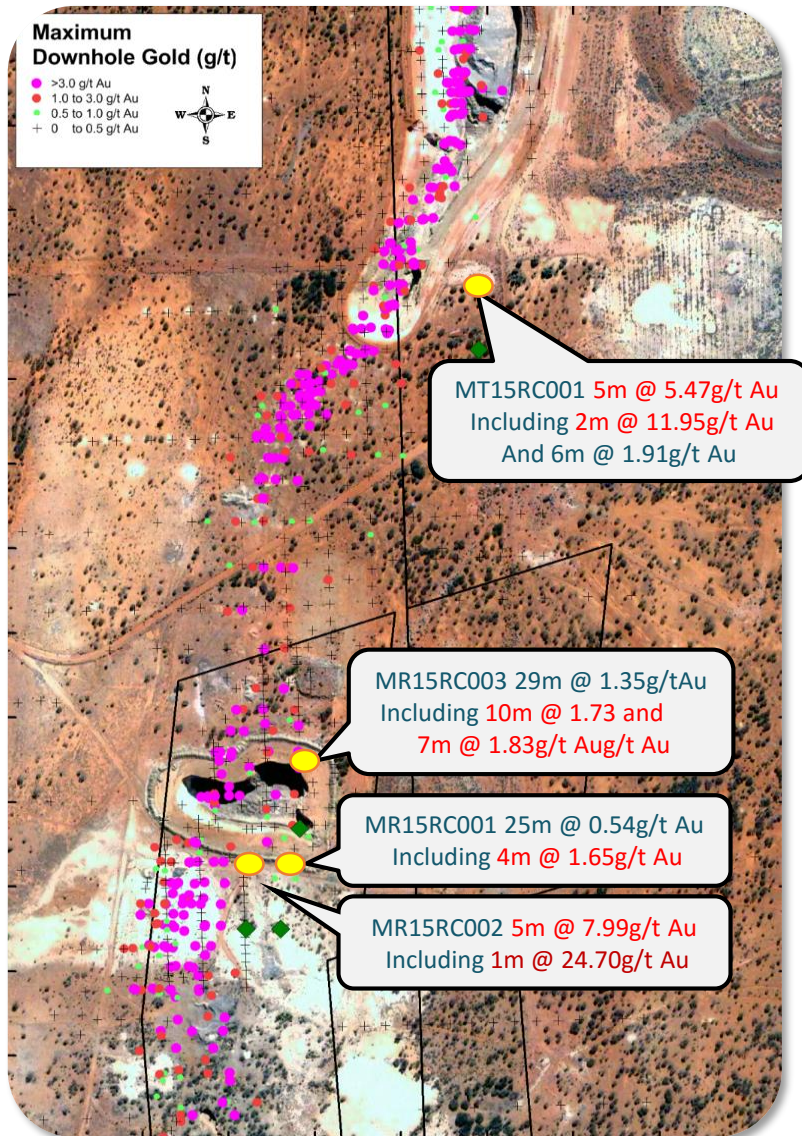 Maximum
Downhole Gold (g/t)
>3.0 g/t Au
1.0 to 3.0 g/t Au
0.5 to 1.0 g/t Au
0 to 0.5 g/t Au
N
W E
S
MT15RC001 5m @ 5.47g/t Au
Including 2m @ 11.95g/t Au
And 6m @ 1.91g/t Au
MR15RC003 29m @ 1.35g/tAu
Including 10m @ 1.73 and
7m @ 1.83g/t Aug/t Au
MR15RC001 25m @ 0.54g/t Au
Including 4m @ 1.65g/t Au
MR15RC002 5m @ 7.99g/t Au
Including 1m @ 24.70g/t Au